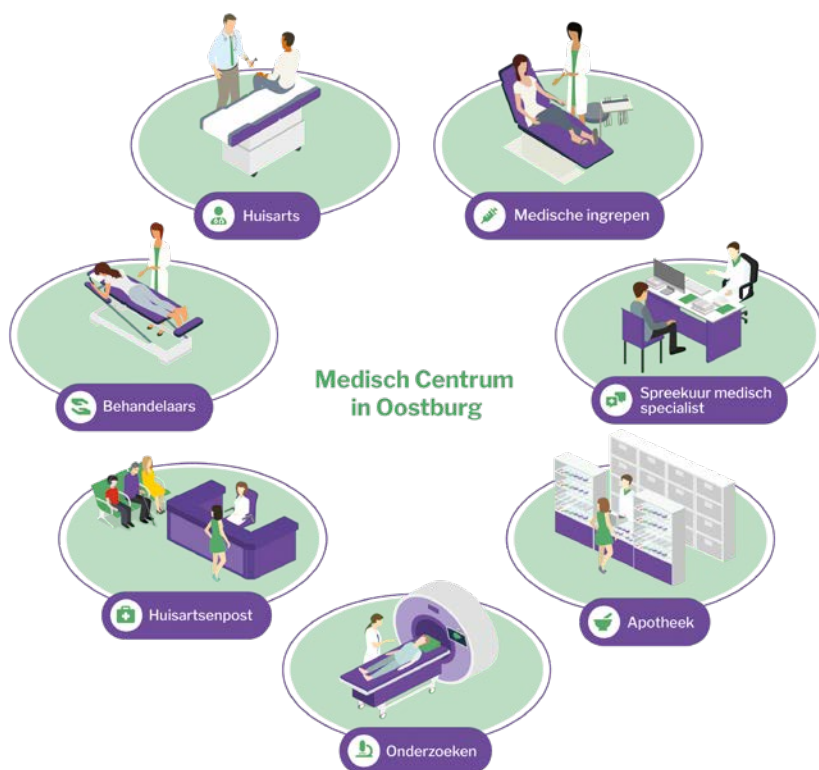 Huisarts
Medische ingrepen
Behandelaars
Medisch Centrum
in Oostburg
Spreekuur medisch
specialist
Huisartsenpost
Apotheek
Onderzoeken